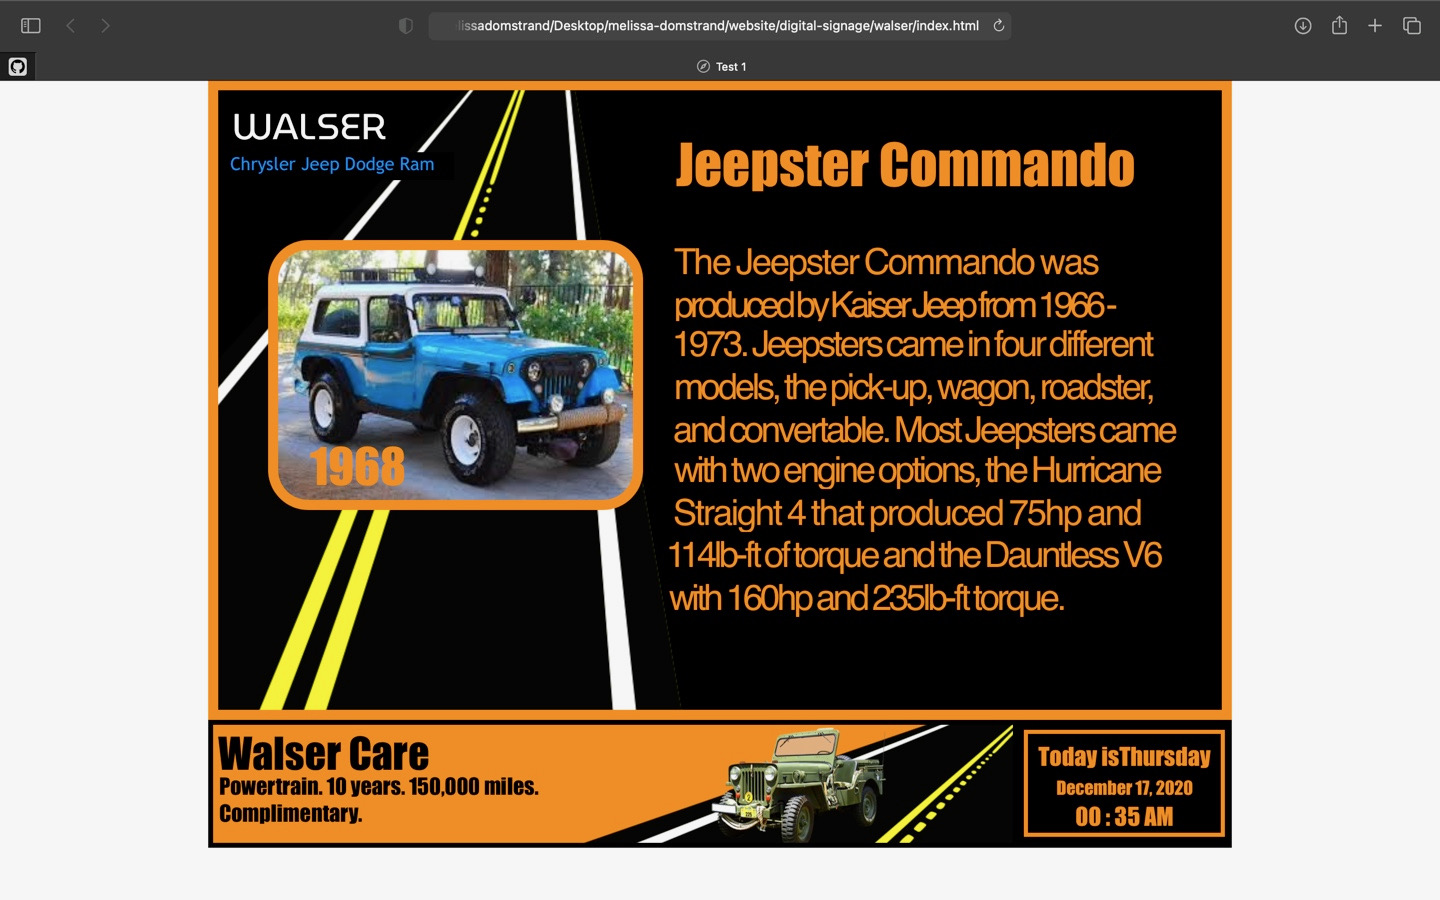 issadomstrand/Desktop/melissa-domstrand/website/digital-signage/walser/index.html
Test 1
WALSER
Chrysler Jeep Dodge Ram
Jeepster Commando
The Jeepster Commando was
produced by Kaiser Jeep from 1966-
1973. Jeepsters came in four different
models, the pick-up, wagon, roadster,
and convertable. Most Jeepsters came
with two engine options, the Hurricane
Straight 4 that produced 75hp and
114lb-ft of torque and the Dauntless V6
with 160hp and 235lb-ft torque.
1968
Walser Care
Powertrain. 10 years. 150,000 miles.
Complimentary.
Today isThursday
December 17, 2020
00 : 35 AM